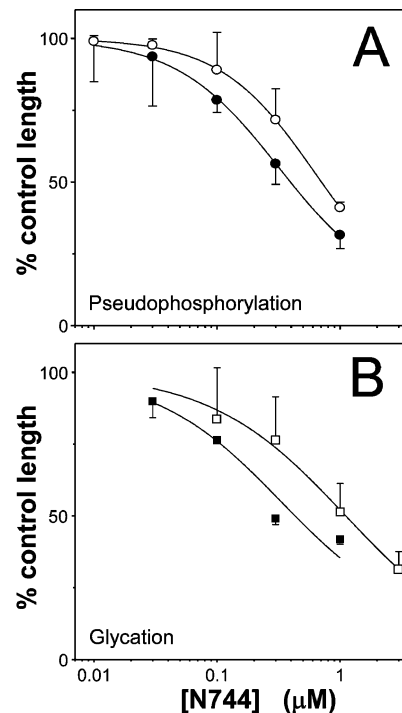 A
100
50
0
% control length
Pseudophosphorylation
B
100
50
0
% control length
Glycation
0.01 0.1 1
[N744] (μM)